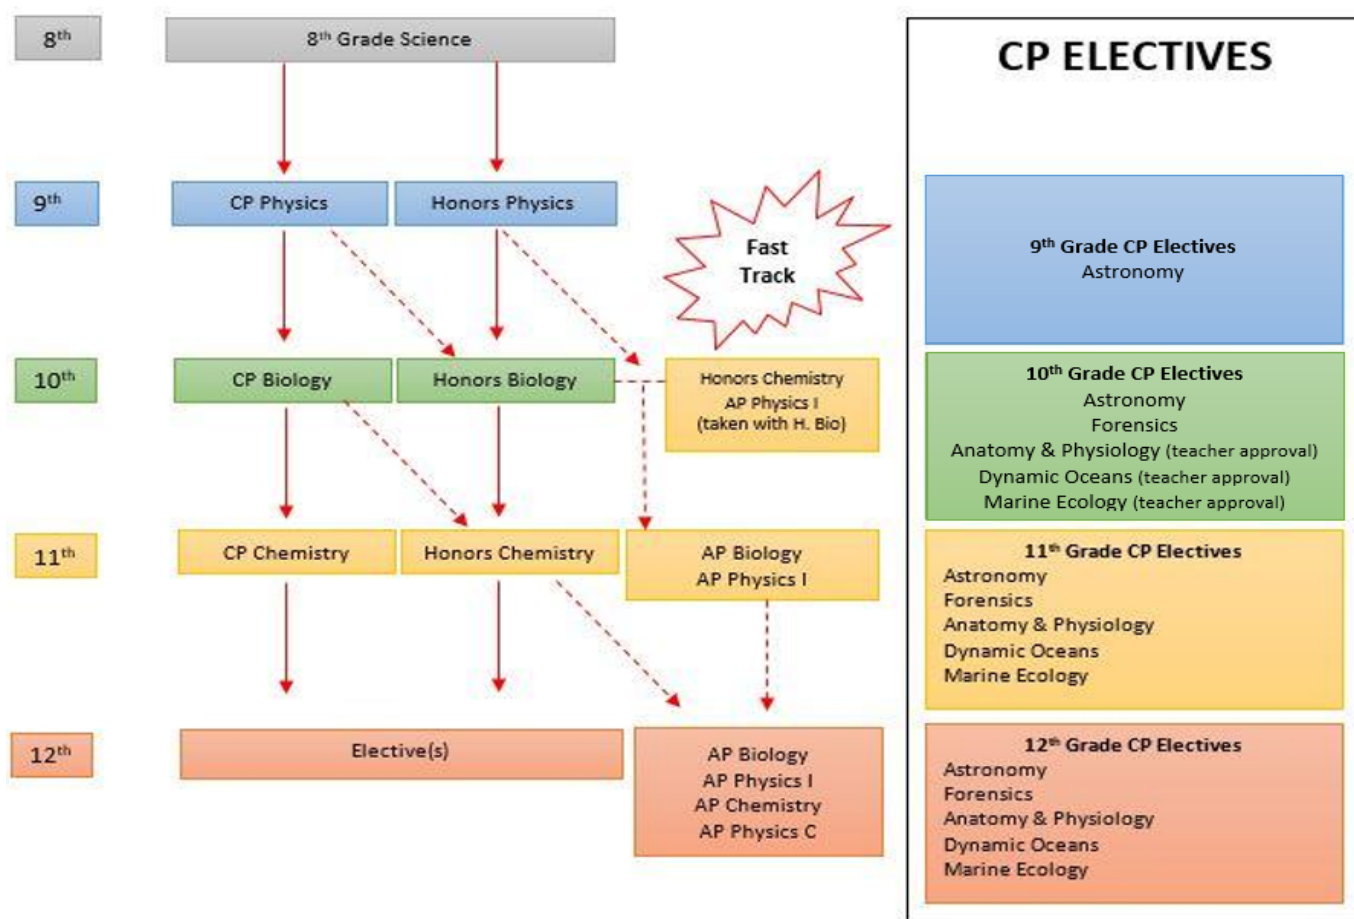 8th
8th Grade Science
9th
CP Physics
Honors Physics
Fast
Track
10th
CP Biology
Honors Biology
Honors Chemistry
AP Physics I
(taken with H. Bio)
11th
CP Chemistry
Honors Chemistry
AP Biology
AP Physics I
12th
Elective(s)
AP Biology
AP Physics I
AP Chemistry
AP Physics C
CP ELECTIVES
9th Grade CP Electives
Astronomy
10th Grade CP Electives
Astronomy
Forensics
Anatomy & Physiology (teacher approval)
Dynamic Oceans (teacher approval)
Marine Ecology (teacher approval)
11th Grade CP Electives
Astronomy
Forensics
Anatomy & Physiology
Dynamic Oceans
Marine Ecology
12th Grade CP Electives
Astronomy
Forensics
Anatomy & Physiology
Dynamic Oceans
Marine Ecology